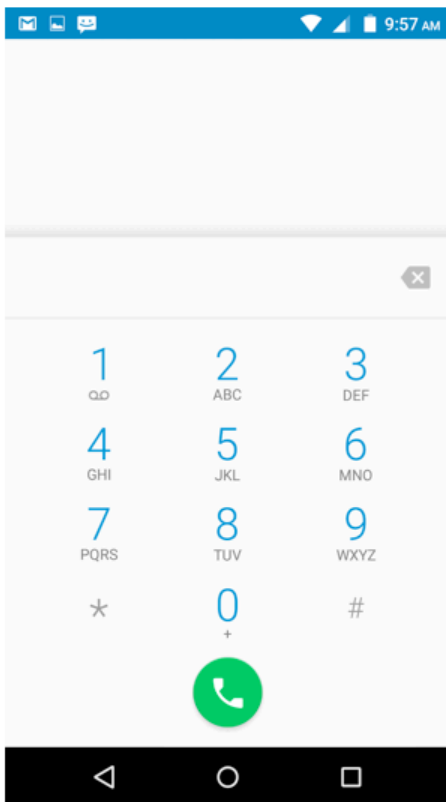 9:57 AM
1 2 3
ABC DEF
4 5 6
GHI JKL MNO
7 8 9
PQRS TUV WXYZ
* 0 #
+